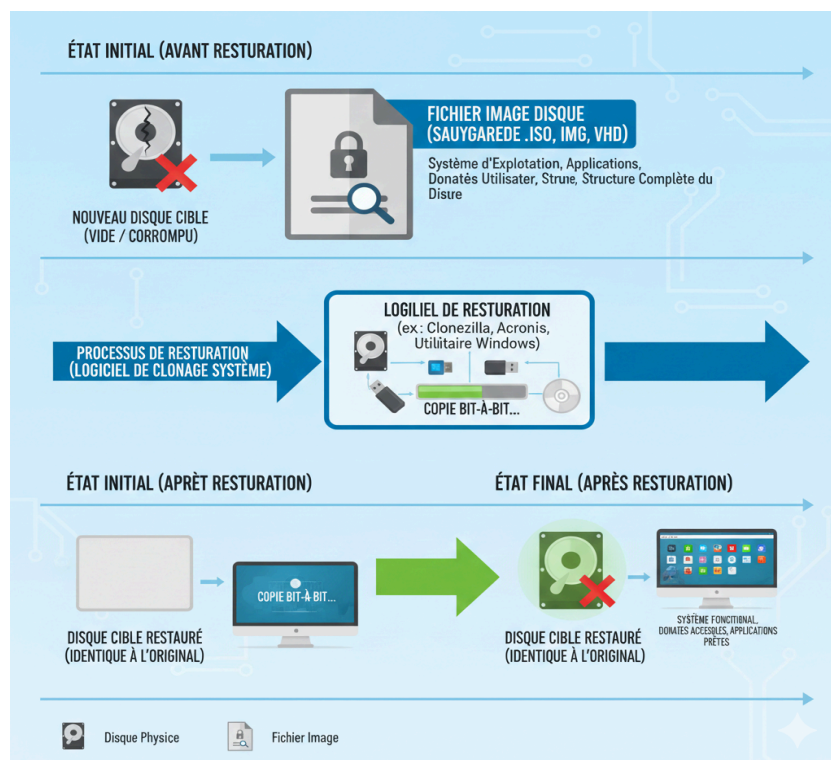 ÉTAT INITIAL (AVANT RESTURATION)
FICHIER IMAGE DISQUE
(SAUYGAREDE .ISO, IMG, VHD)
Système d'Explotation, Applications,
Donatés Utilisater, Strune, Structure Complète du
Disure
NOUVEAU DISQUE CIBLE
(VIDE / CORROMPU)
PROCESSUS DE RESTURATION
(LOGICIEL DE CLONAGE SYSTÈME)
LOGILIEL DE RESTURATION
(ex: Clonezilla, Acronis,
Utilitaire Windows)
COPIE BIT-À-BIT...
ÉTAT INITIAL (APRÈT RESTURATION)
ÉTAT FINAL (APRÈS RESTURATION)
COPIE BIT-À BIT...
DISQUE CIBLE RESTAURÉ
(IDENTIQUE À L'ORIGINAL)
DISQUE CIBLE RESTAURÉ
(IDENTIQUE À L'ORIGINAL)
SYSTÈME FONCITIONAL,
DONATES ACCESOLES, APPLICATIONS
PRÊTES
Disque Physice
Fichier Image